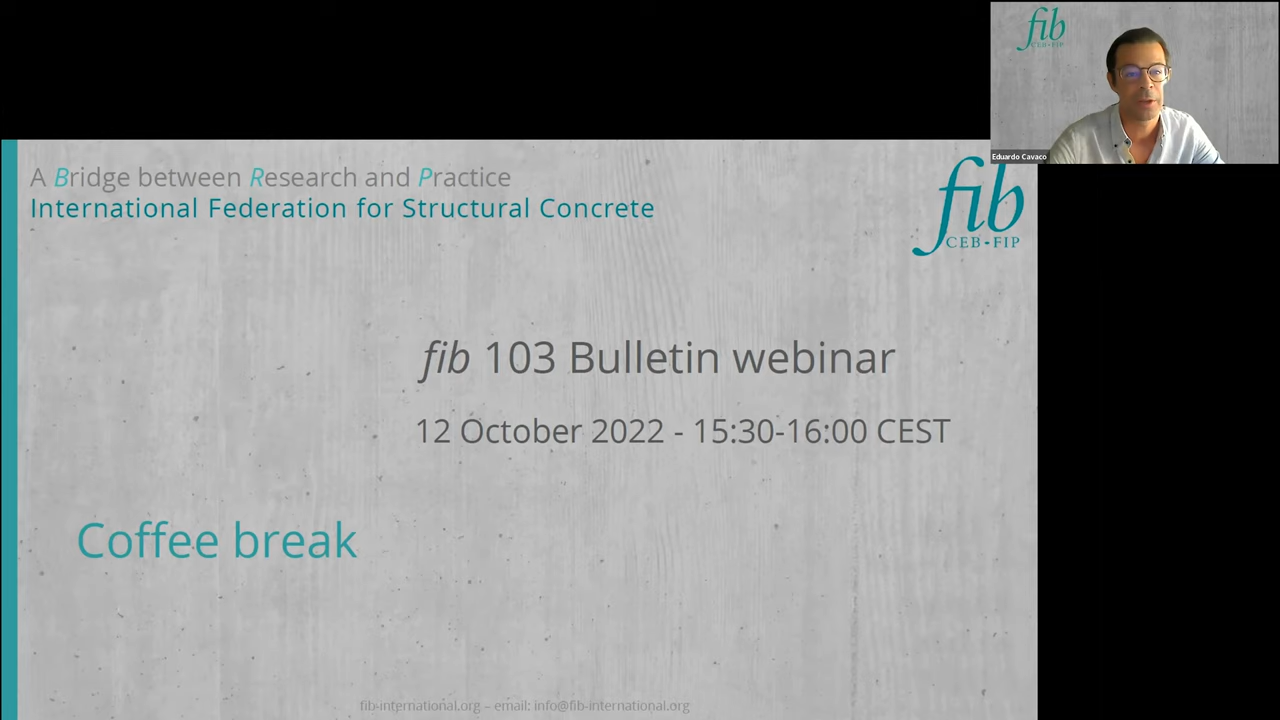 fib
CEB-FIP
Eduardo Cavaco
A Bridge between Research and Practice
International Federation for Structural Concrete
fib
CEB-FIP
fib 103 Bulletin webinar
12 October 2022 - 15:30-16:00 CEST
Coffee break
fib-international.org – email: info@fib-international.org